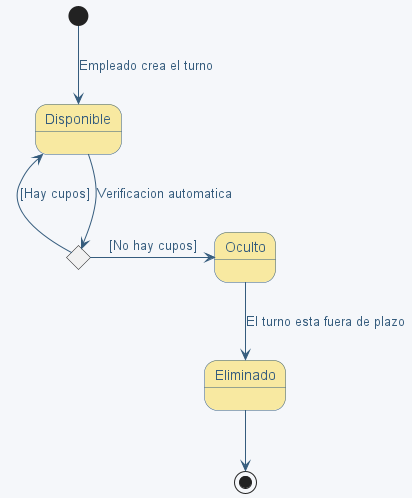 Empleado crea el turno
Disponible
[Hay cupos]
Verificacion automatica
[No hay cupos]
Oculto
El turno esta fuera de plazo
Eliminado